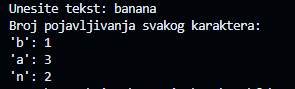 Unesite tekst: banana
Broj pojavljivanja svakog karaktera:
'b': 1
'a': 3
'n': 2